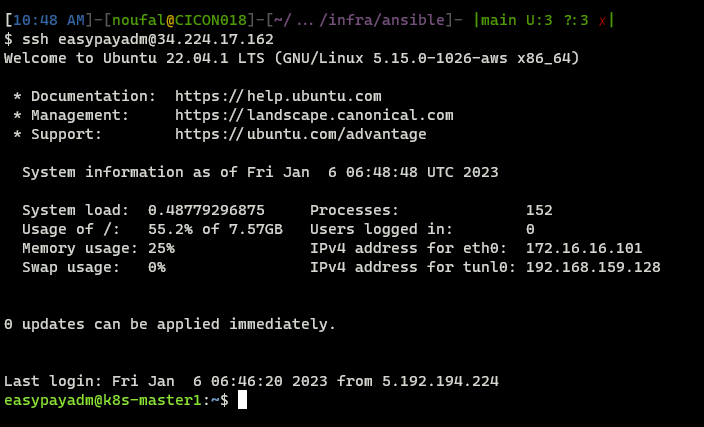 [10:48 AM]-[noufal@CICON018]-[~/.../infra/ansible]- |main U:3 ?:3 x|
$ ssh easypayadm@34.224.17.162
Welcome to Ubuntu 22.04.1 LTS (GNU/Linux 5.15.0-1026-aws x86_64)
* Documentation:  https://help.ubuntu.com
* Management:     https://landscape.canonical.com
* Support:        https://ubuntu.com/advantage
System information as of Fri Jan  6 06:48:48 UTC 2023
System load:  0.48779296875     Processes:              152
Usage of /:   55.2% of 7.57GB   Users logged in:        0
Memory usage: 25%               IPv4 address for eth0:  172.16.16.101
Swap usage:   0%                IPv4 address for tunl0: 192.168.159.128
0 updates can be applied immediately.
Last login: Fri Jan  6 06:46:20 2023 from 5.192.194.224
easypayadm@k8s-master1:~$